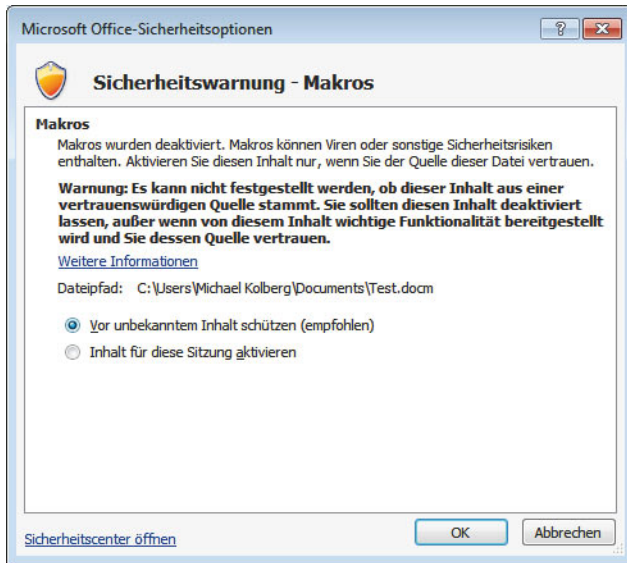 Microsoft Office-Sicherheitsoptionen
Sicherheitswarnung - Makros
Makros
Makros wurden deaktiviert. Makros können Viren oder sonstige Sicherheitsrisiken
enthalten. Aktivieren Sie diesen Inhalt nur, wenn Sie der Quelle dieser Datei vertrauen.
Warnung: Es kann nicht festgestellt werden, ob dieser Inhalt aus einer
vertrauenswürdigen Quelle stammt. Sie sollten diesen Inhalt deaktiviert
lassen, außer wenn von diesem Inhalt wichtige Funktionalität bereitgestellt
wird und Sie dessen Quelle vertrauen.
Weitere Informationen
Dateipfad: C:\Users\Michael Kolberg\Documents\Test.docm
Vor unbekanntem Inhalt schützen (empfohlen)
Inhalt für diese Sitzung aktivieren
Sicherheitscenter öffnen
OK
Abbrechen